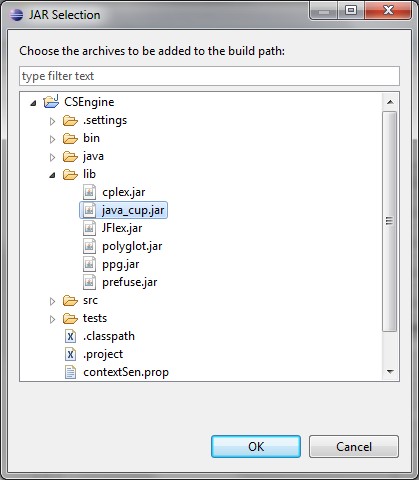 JAR Selection
Choose the archives to be added to the build path:
type filter text
CSEngine
.settings
bin
java
lib
cplex.jar
java_cup.jar
JFlex.jar
polyglot.jar
ppg.jar
prefuse.jar
src
tests
.classpath
.project
contextSen.prop
OK
Cancel